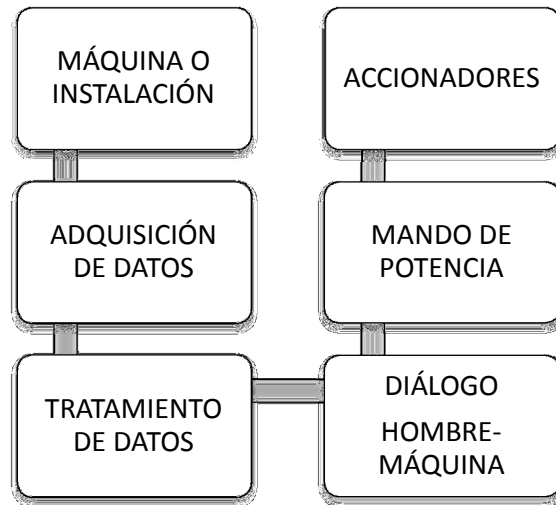 MÁQUINA O
INSTALACIÓN
ADQUISICIÓN
DE DATOS
TRATAMIENTO
DE DATOS
DIÁLOGO
HOMBRE-
MÁQUINA
MANDO DE
POTENCIA
ACCIONADORES